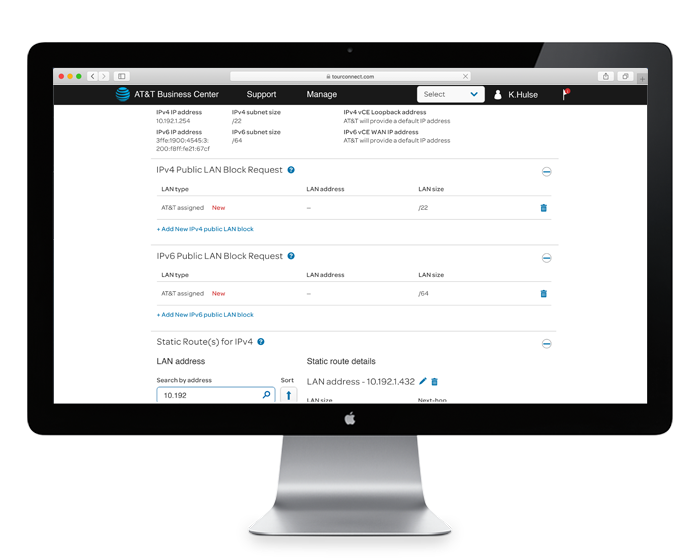 tourconnect.com
AT&T Business Center Support Manage Select K.Hulse
IPv4 IP address IPv4 subnet size IPv4 vCE Loopback address
10.192.1.254 /22 AT&T will provide a default IP address
IPv6 IP address IPv6 subnet size IPv6 vCE WAN IP address
3ffe:1900:4545:3: /64 AT&T will provide a default IP address
200:f8ff:fe21:67cf
IPv4 Public LAN Block Request ?
LAN type LAN address LAN size
AT&T assigned New – /22
+ Add New IPv4 public LAN block
IPv6 Public LAN Block Request ?
LAN type LAN address LAN size
AT&T assigned New – /64
+ Add New IPv6 public LAN block
Static Route(s) for IPv4 ?
LAN address Static route details
Search by address Sort LAN address - 10.192.1.432
10.192
LAN size Next-hop